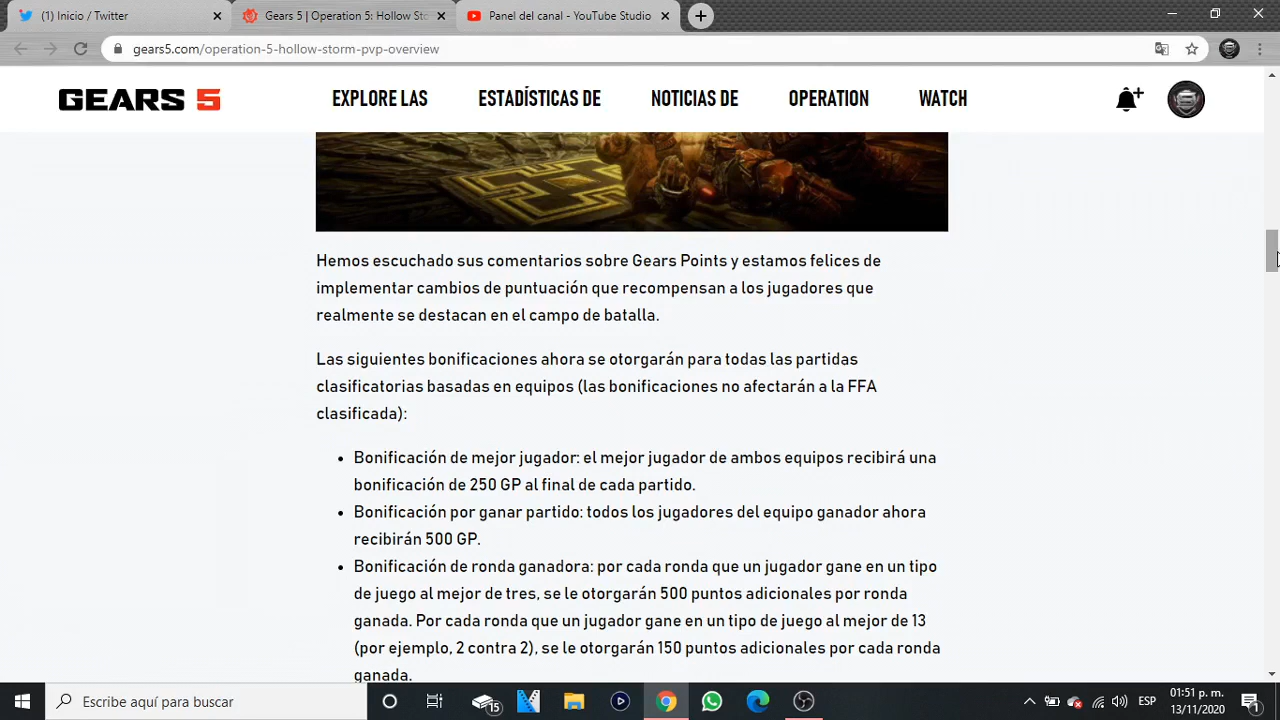 (1) Inicio / Twitter
Gears 5 | Operation 5: Hollow Sto
Panel del canal - YouTube Studio
gears5.com/operation-5-hollow-storm-pvp-overview
GEARS 5
EXPLORE LAS
ESTADÍSTICAS DE
NOTICIAS DE
OPERATION
WATCH
Hemos escuchado sus comentarios sobre Gears Points y estamos felices de
implementar cambios de puntuación que recompensan a los jugadores que
realmente se destacan en el campo de batalla.
Las siguientes bonificaciones ahora se otorgarán para todas las partidas
clasificatorias basadas en equipos (las bonificaciones no afectarán a la FFA
clasificada):
• Bonificación de mejor jugador: el mejor jugador de ambos equipos recibirá una
bonificación de 250 GP al final de cada partido.
• Bonificación por ganar partido: todos los jugadores del equipo ganador ahora
recibirán 500 GP.
• Bonificación de ronda ganadora: por cada ronda que un jugador gane en un tipo
de juego al mejor de tres, se le otorgarán 500 puntos adicionales por ronda
ganada. Por cada ronda que un jugador gane en un tipo de juego al mejor de 13
(por ejemplo, 2 contra 2), se le otorgarán 150 puntos adicionales por cada ronda
ganada.
Escribe aquí para buscar
15
ESP
01:51 p. m.
13/11/2020
1